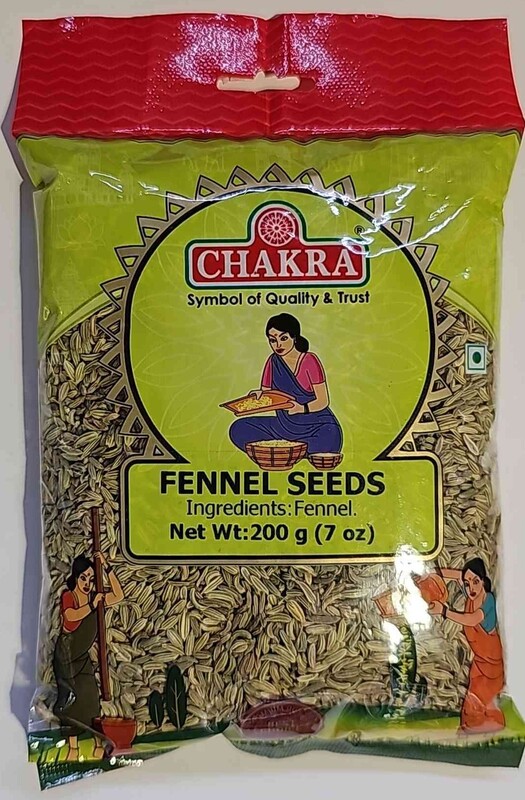 CHAKRA
®
Symbol of Quality & Trust
FENNEL SEEDS
Ingredients:Fennel.
Net Wt:200 g (7 oz)